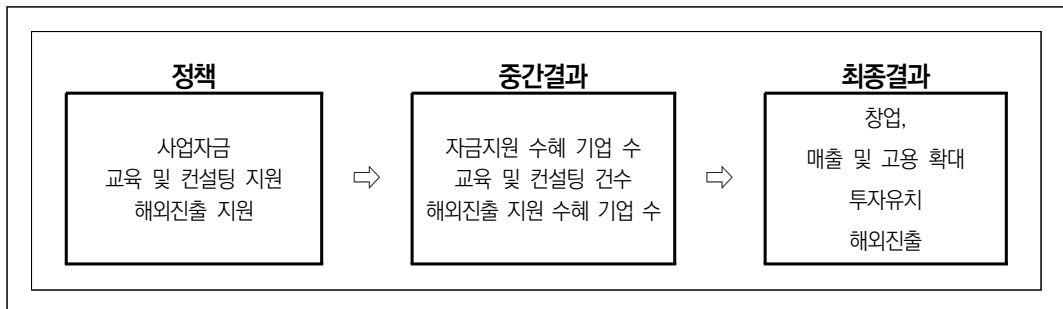 정책
사업자금
교육 및 컨설팅 지원
해외진출 지원
⇨
중간결과
자금지원 수혜 기업 수
교육 및 컨설팅 건수
해외진출 지원 수혜 기업 수
⇨
최종결과
창업,
매출 및 고용 확대
투자유치
해외진출